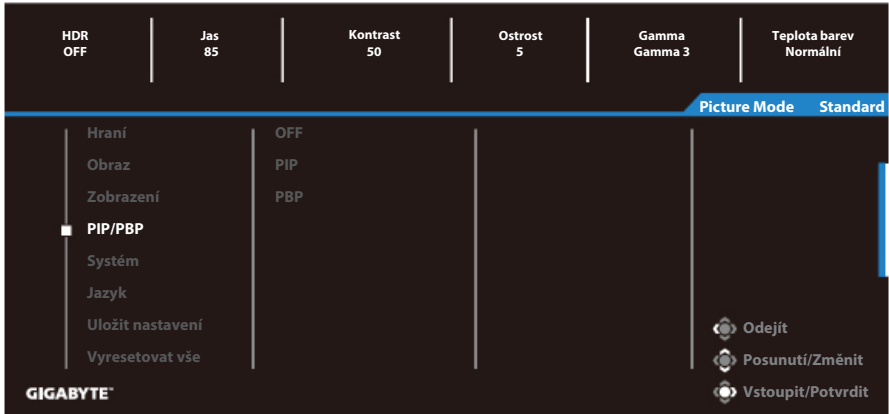 HDR
OFF
Jas
85
Kontrast
50
Ostrost
5
Gamma
Gamma 3
Teplota barev
Normální
Picture Mode Standard
Hraní
Obraz
Zobrazení
PIP/PBP
Systém
Jazyk
Uložit nastavení
Vyresetovat vše
OFF
PIP
PBP
Odejít
Posunutí/Změnit
Vstoupit/Potvrdit
GIGABYTE™